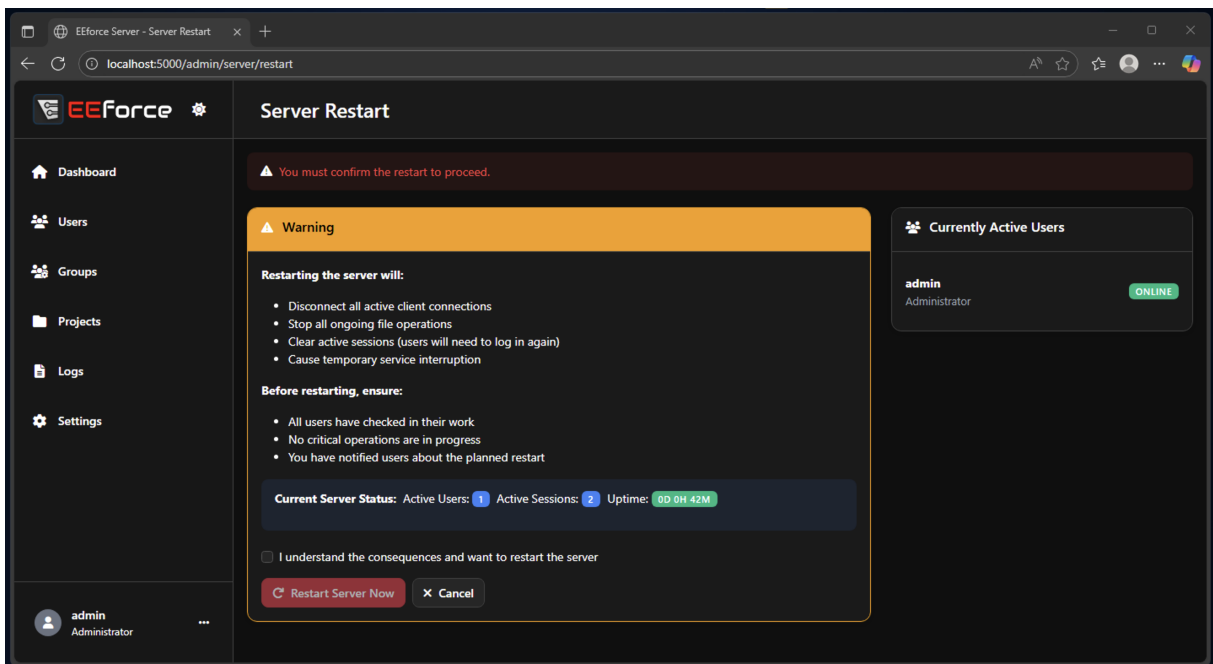 EEforce Server - Server Restart
localhost:5000/admin/server/restart
EEForce
Server Restart
Dashboard
Users
Groups
Projects
Logs
Settings
admin
Administrator
You must confirm the restart to proceed.
Warning
Restarting the server will:
• Disconnect all active client connections
• Stop all ongoing file operations
• Clear active sessions (users will need to log in again)
• Cause temporary service interruption
Before restarting, ensure:
• All users have checked in their work
• No critical operations are in progress
• You have notified users about the planned restart
Current Server Status: Active Users: 1 Active Sessions: 2 Uptime: 0D 0H 42M
I understand the consequences and want to restart the server
Restart Server Now
Cancel
Currently Active Users
admin
Administrator
ONLINE